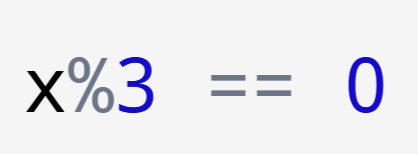 x%3 == 0